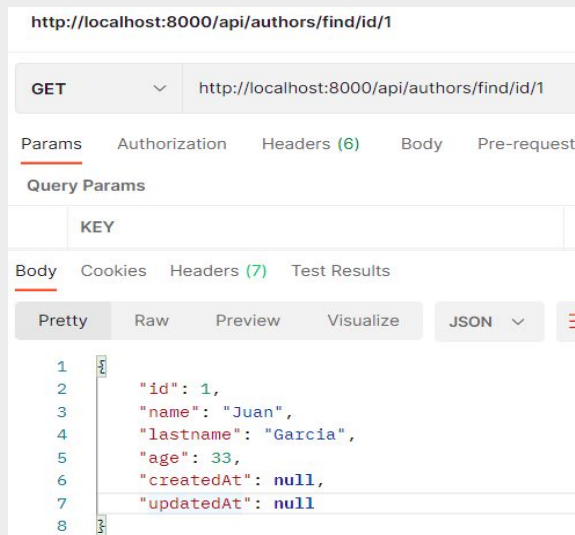 http://localhost:8000/api/authors/find/id/1
GET http://localhost:8000/api/authors/find/id/1
Params Authorization Headers (6) Body Pre-request
Query Params
KEY
Body Cookies Headers (7) Test Results
Pretty Raw Preview Visualize JSON
1 {
2 "id": 1,
3 "name": "Juan",
4 "lastname": "Garcia",
5 "age": 33,
6 "createdAt": null,
7 "updatedAt": null
8 }